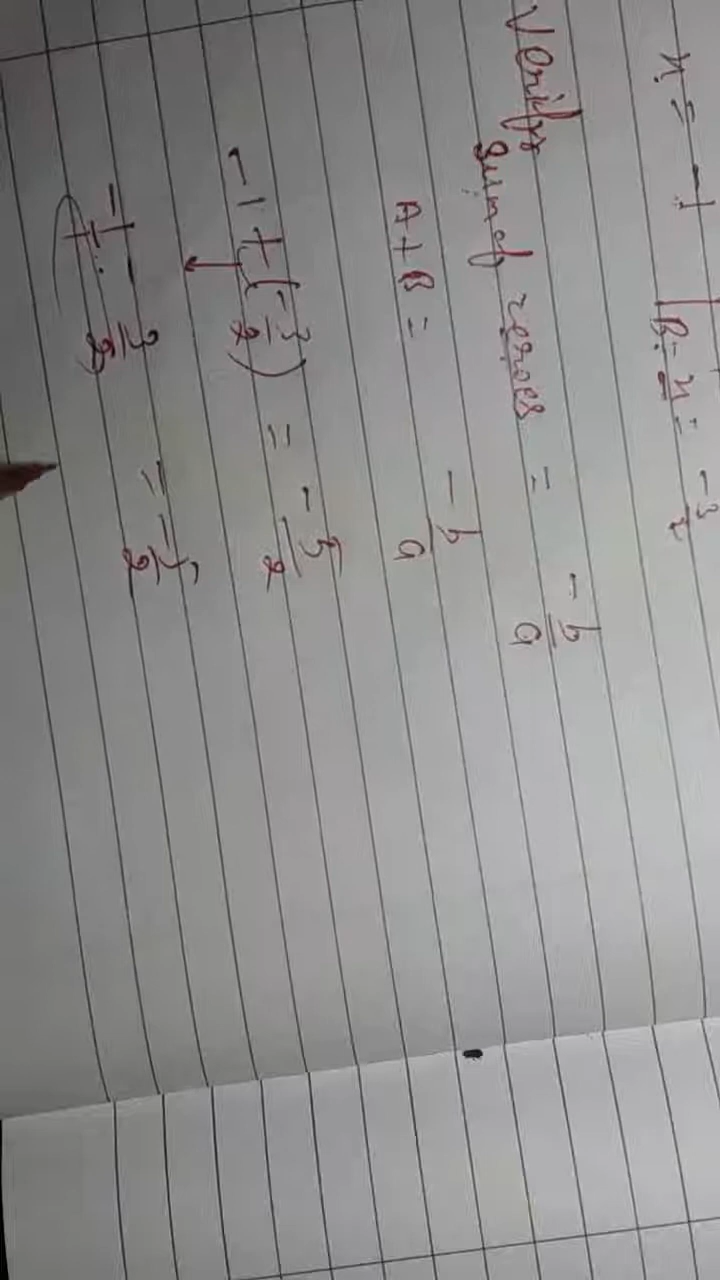 x = -1 B = x = -3/2
Verify
sum of zeroes = -b/a
A + B = -b/a
-1 + (-3/2) = -5/2
-1/1 - 3/2 = -5/2